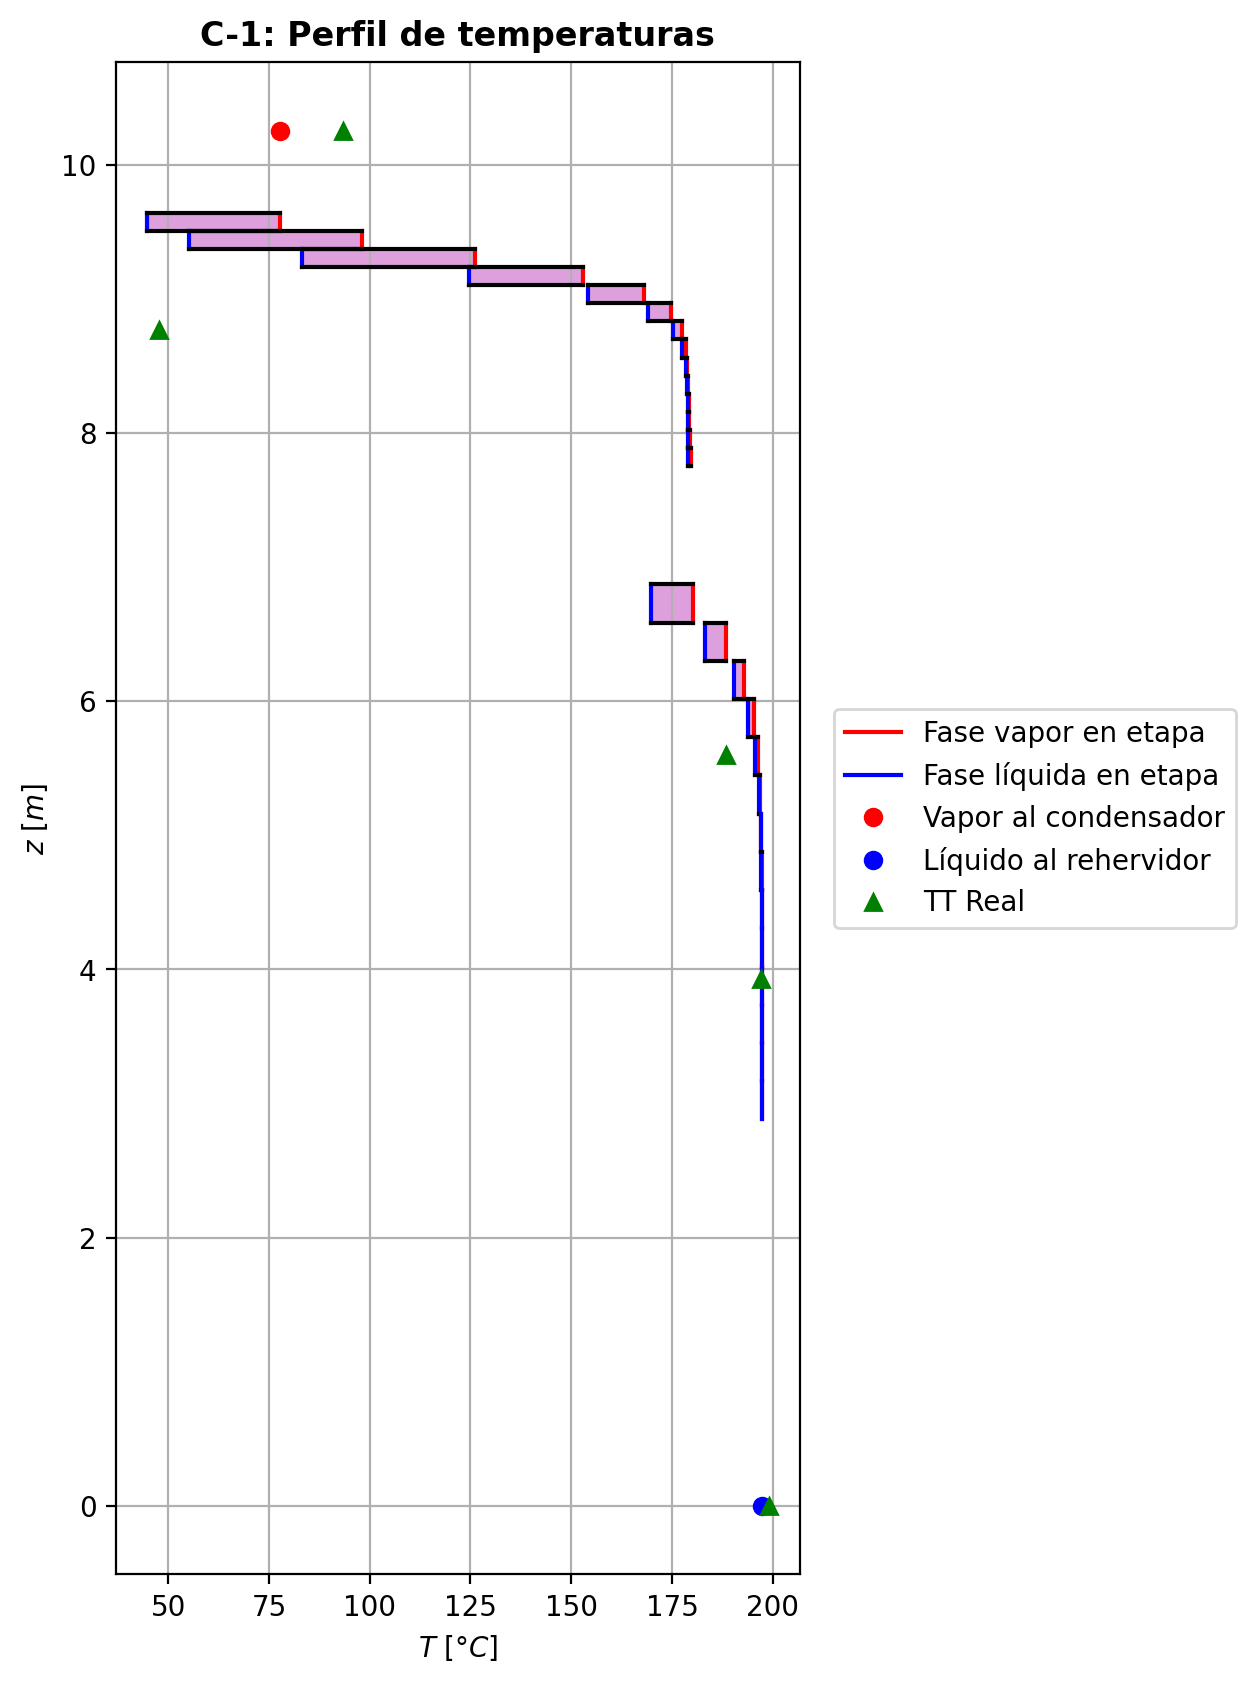 C-1: Perfil de temperaturas
10
8
6
4
2
0
z [m]
50 75 100 125 150 175 200
T [°C]
Fase vapor en etapa
Fase líquida en etapa
Vapor al condensador
Líquido al rehervidor
TT Real